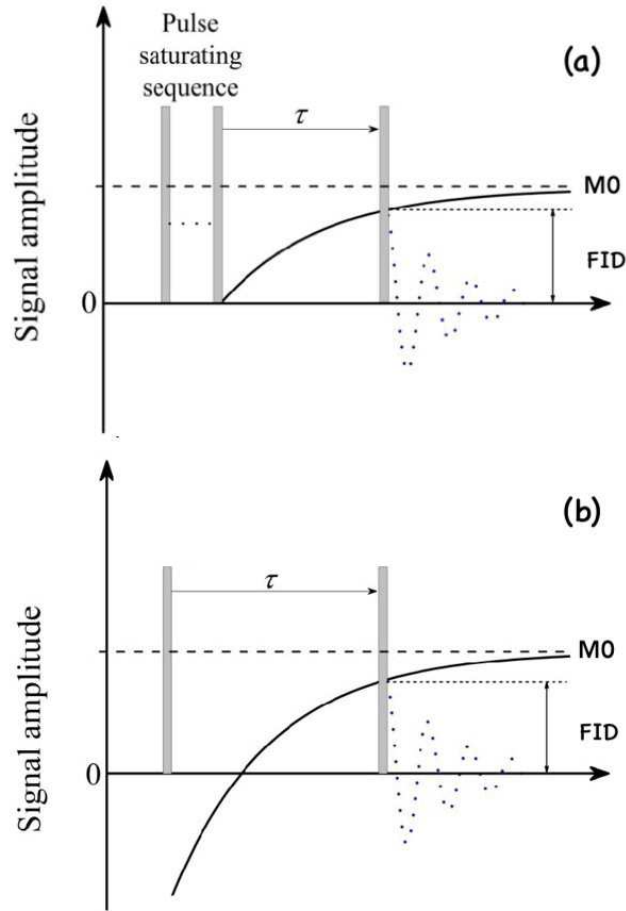 Pulse
saturating
sequence
(a)
τ
M0
FID
0
Signal amplitude
(b)
τ
M0
FID
0
Signal amplitude